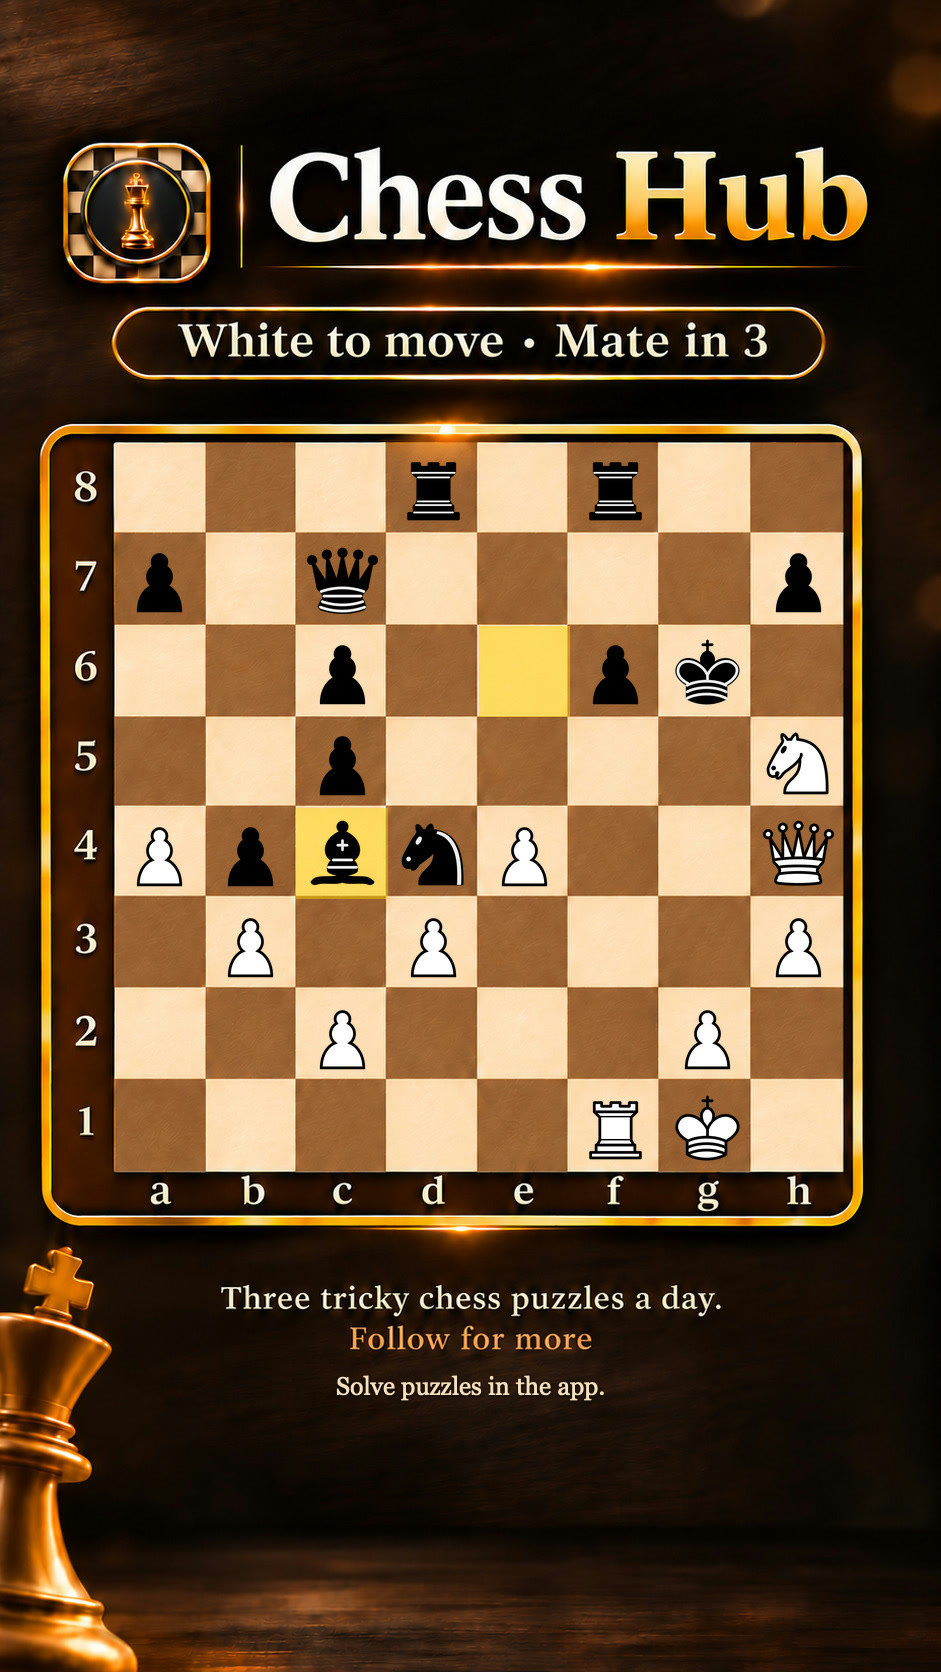 Chess Hub
White to move • Mate in 3
8
7
6
5
4
3
2
1
a b c d e f g h
Three tricky chess puzzles a day.
Follow for more
Solve puzzles in the app.